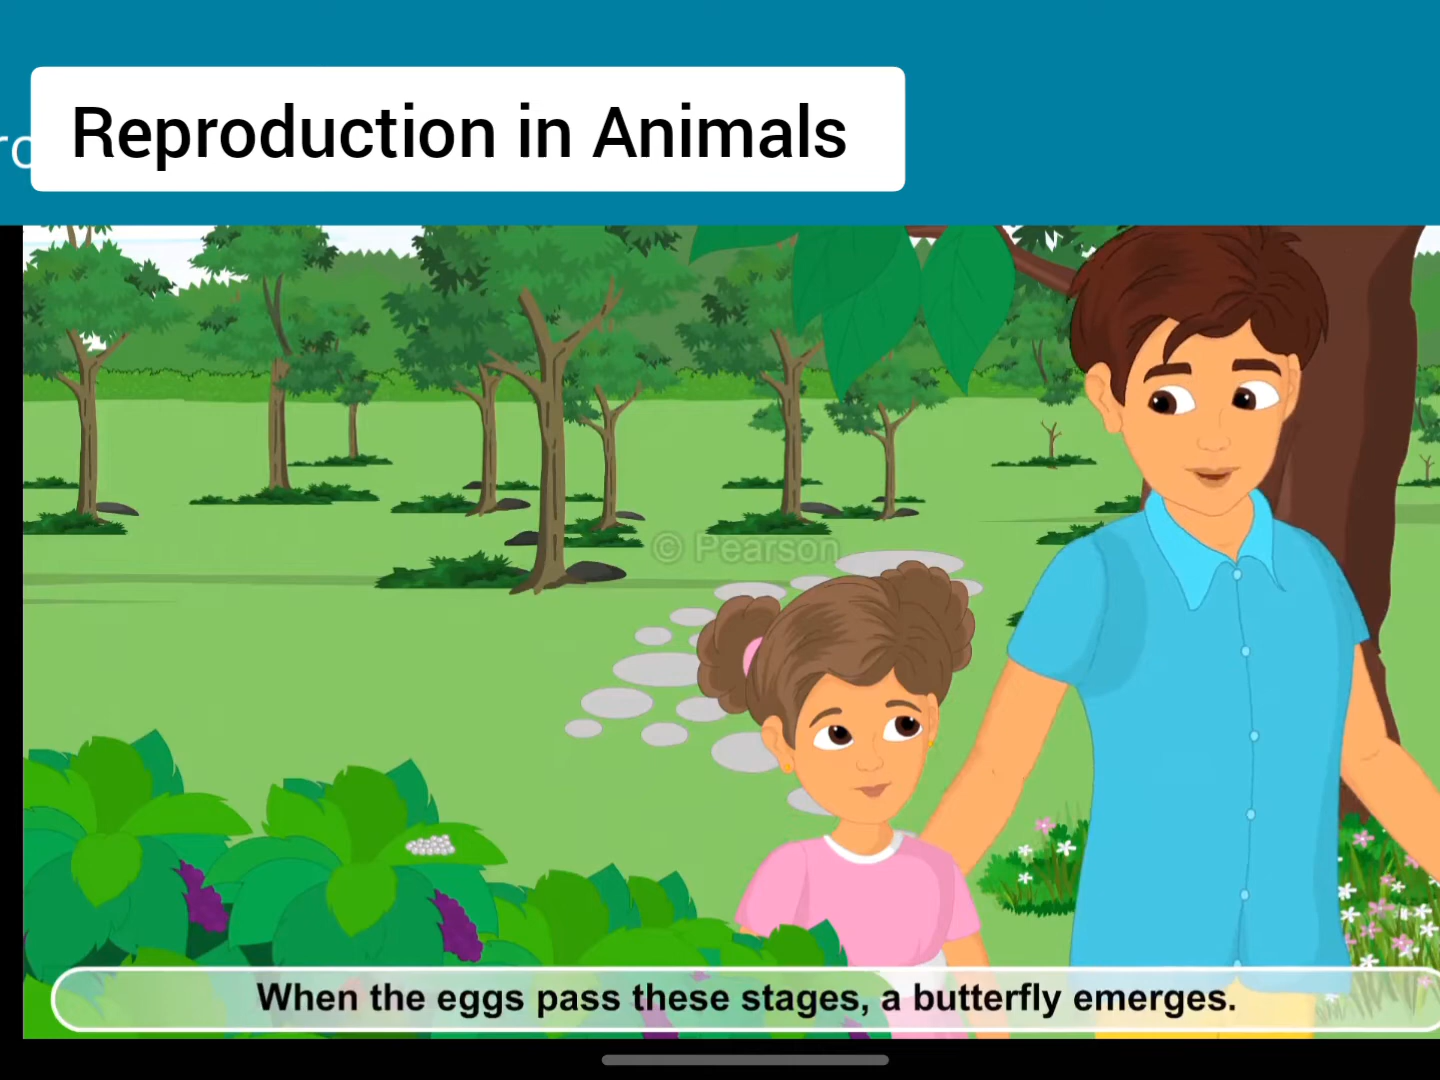 Reproduction in Animals
© Pearson
When the eggs pass these stages, a butterfly emerges.